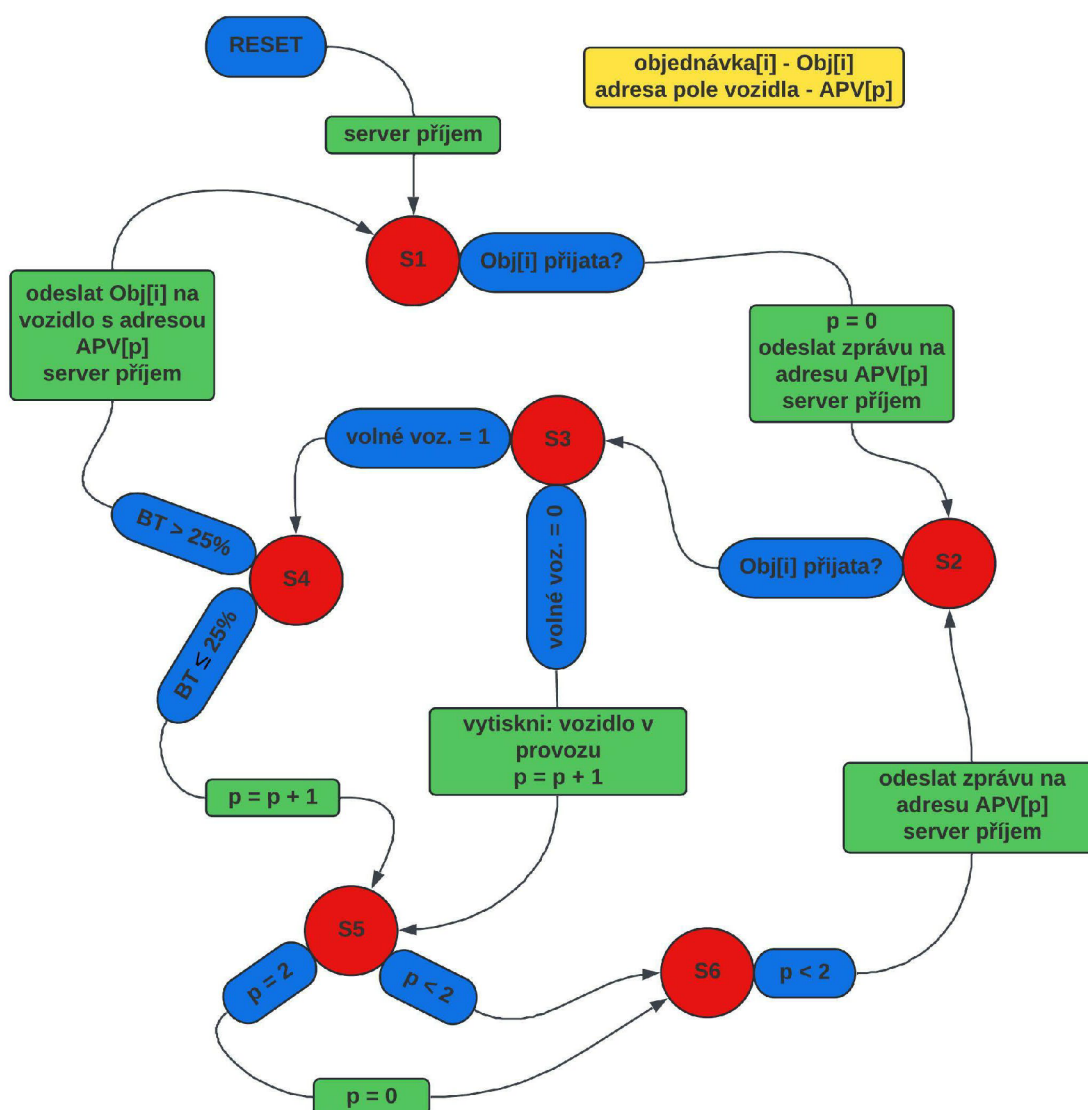 RESET
objednávka[i] - Obj[i]
adresa pole vozidla - APV[p]
server příjem
S1
Obj[i] přijata?
odeslat Obj[i] na
vozidlo s adresou
APV[p]
server příjem
p = 0
odeslat zprávu na
adresu APV[p]
server příjem
volné voz. = 1
S3
volné voz. = 0
BT > 25%
S4
BT ≤ 25%
Obj[i] přijata?
S2
vytiskni: vozidlo v
provozu
p = p + 1
p = p + 1
odeslat zprávu na
adresu APV[p]
server příjem
S5
p = 2
p < 2
S6
p < 2
p = 0